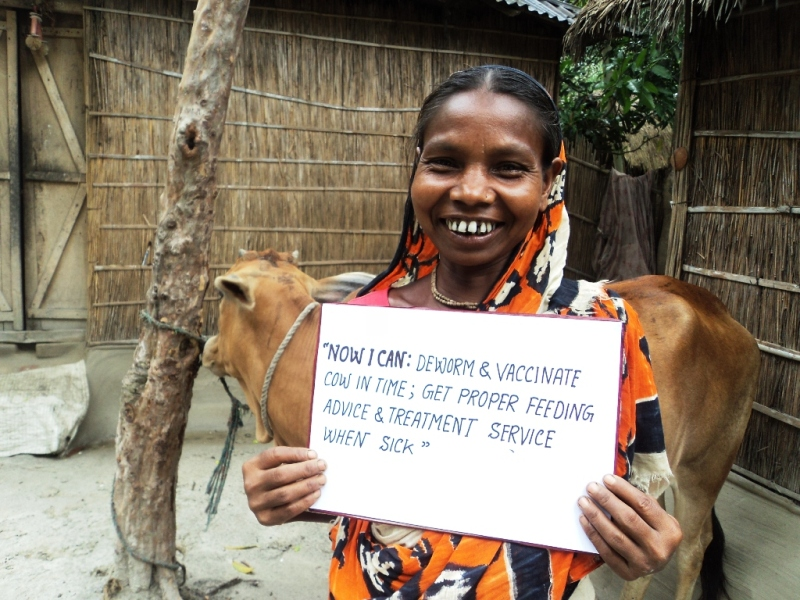 "NOW I CAN: DEWORM & VACCINATE
COW IN TIME; GET PROPER FEEDING
ADVICE & TREATMENT SERVICE
WHEN SICK"